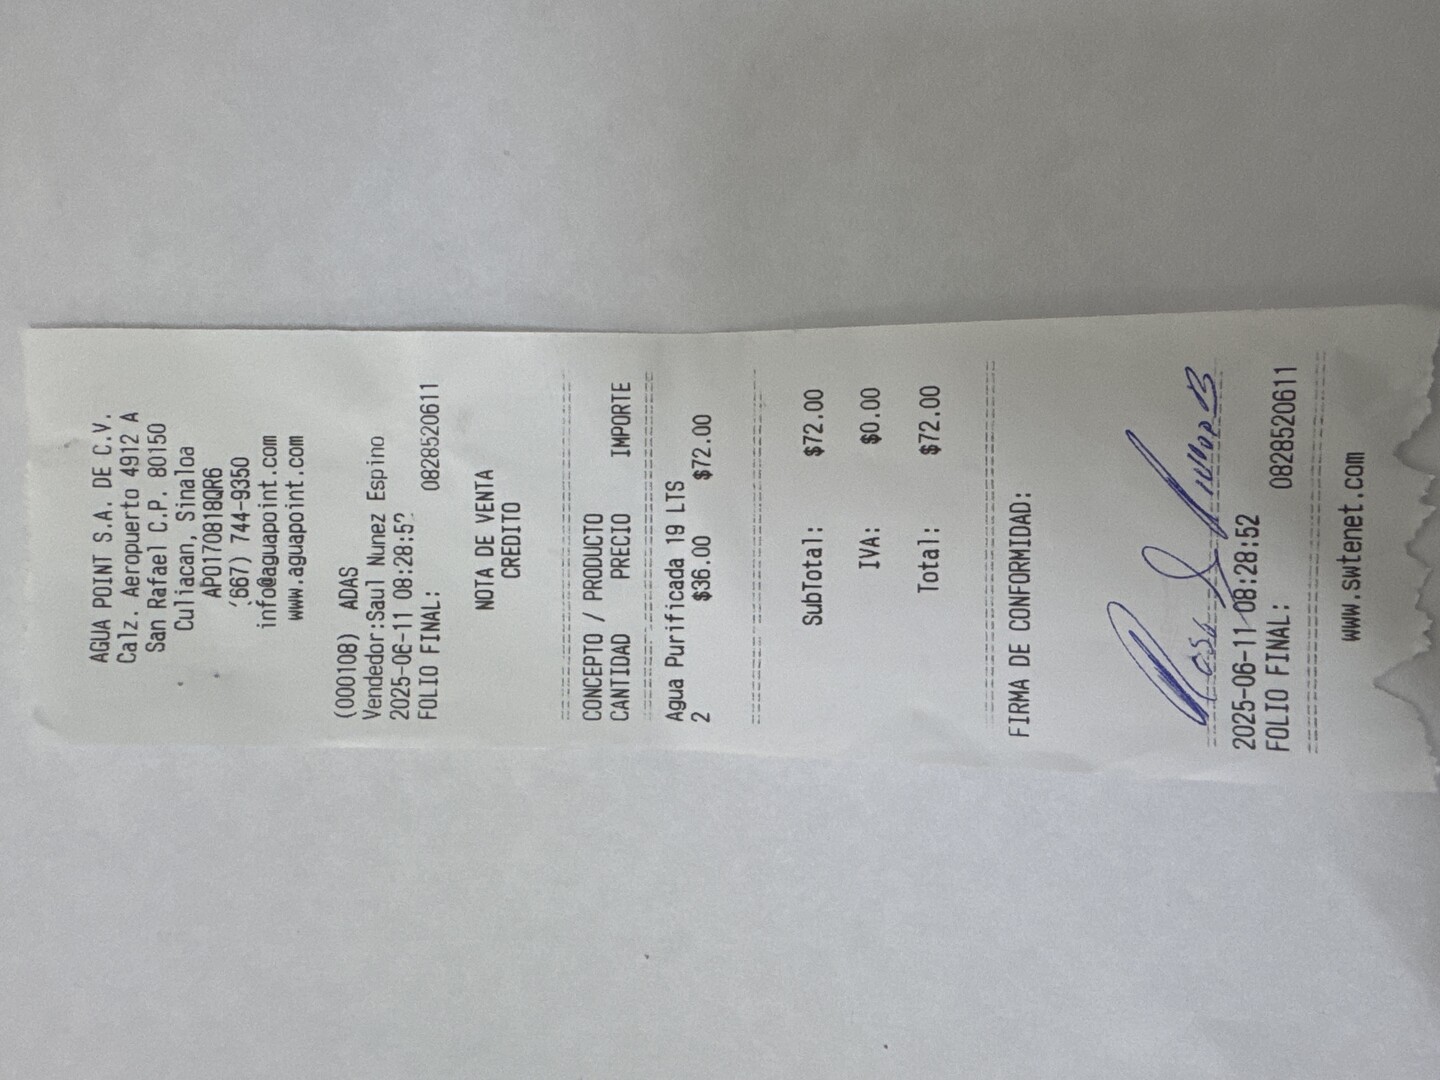 AGUA POINT S.A. DE C.V.
Calz. Aeropuerto 4912 A
San Rafael C.P. 80150
Culiacan, Sinaloa
APO170818QR6
(667) 744-9350
info@aguapoint.com
www.aguapoint.com
(000108) ADAS
Vendedor:Saul Nunez Espino
2025-06-11 08:28:52
FOLIO FINAL: 0828520611
NOTA DE VENTA
CREDITO
CONCEPTO / PRODUCTO
CANTIDAD PRECIO IMPORTE
Agua Purificada 19 LTS
2 $36.00 $72.00
SubTotal: $72.00
IVA: $0.00
Total: $72.00
FIRMA DE CONFORMIDAD:
Rosa
2025-06-11 08:28:52
FOLIO FINAL: 0828520611
www.swtenet.com